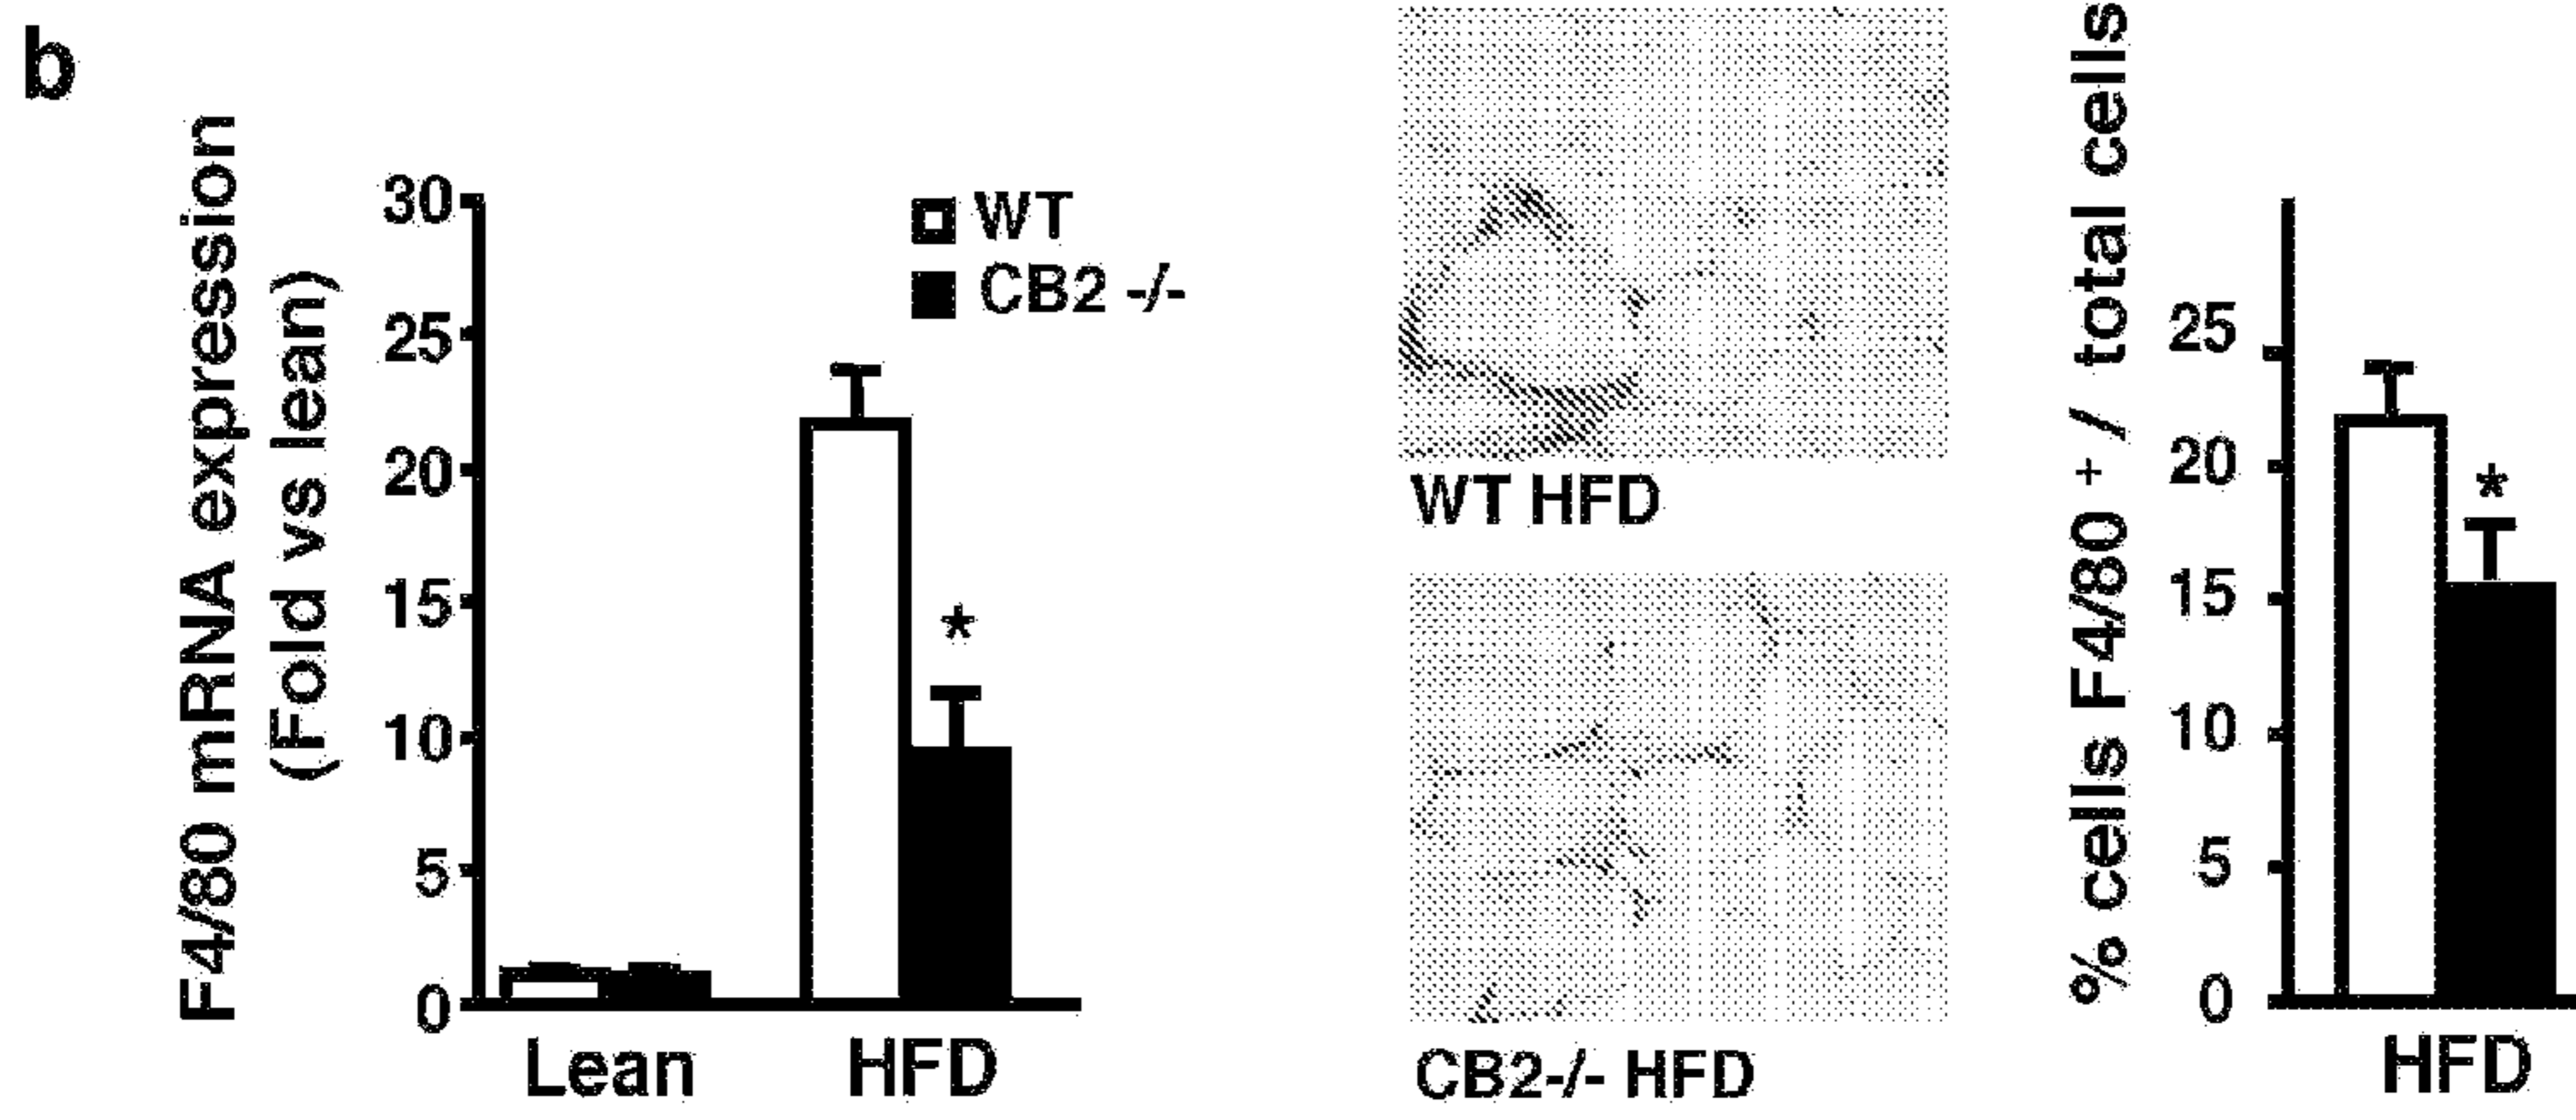 b
F4/80 mRNA expression
(Fold vs lean)
30
25
20
15
10
5
0
WT
CB2 -/-
*
Lean
HFD
WT HFD
CB2-/- HFD
% cells F4/80 + / total cells
25
20
15
10
5
0
*
HFD